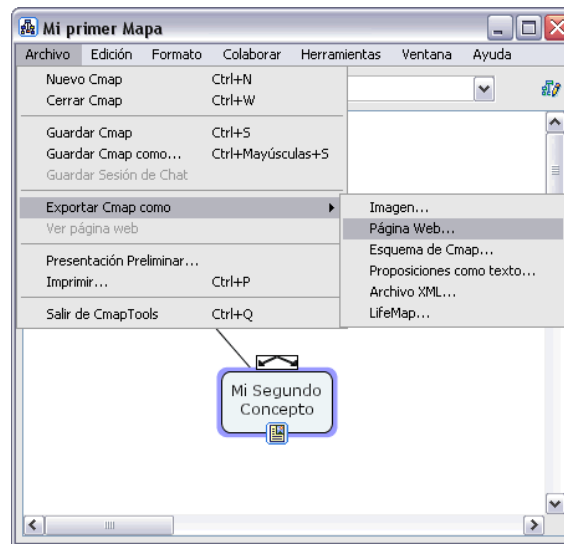 Mi primer Mapa
Archivo Edición Formato Colaborar Herramientas Ventana Ayuda
Nuevo Cmap Ctrl+N
Cerrar Cmap Ctrl+W
Guardar Cmap Ctrl+S
Guardar Cmap como... Ctrl+Mayúsculas+S
Guardar Sesión de Chat
Exportar Cmap como
Ver página web
Presentación Preliminar...
Imprimir... Ctrl+P
Salir de CmapTools Ctrl+Q
Imagen...
Página Web...
Esquema de Cmap...
Proposiciones como texto...
Archivo XML...
LifeMap...
Mi Segundo
Concepto